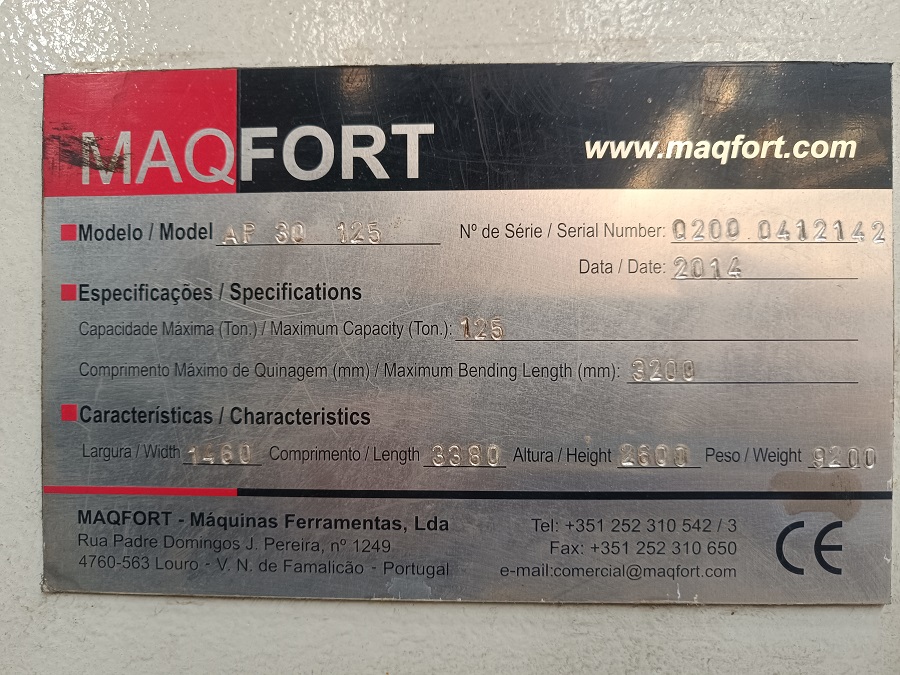 MAQFORT
www.maqfort.com
Modelo / Model AP 30 125
Nº de Série / Serial Number: Q200.0412142
Data / Date: 2014
Especificações / Specifications
Capacidade Máxima (Ton.) / Maximum Capacity (Ton.): 125
Comprimento Máximo de Quinagem (mm) / Maximum Bending Length (mm): 3200
Características / Characteristics
Largura / Width 1460 Comprimento / Length 3380 Altura / Height 2600 Peso / Weight 9200
MAQFORT - Máquinas Ferramentas, Lda
Rua Padre Domingos J. Pereira, nº 1249
4760-563 Louro - V. N. de Famalicão - Portugal
Tel: +351 252 310 542 / 3
Fax: +351 252 310 650
e-mail:comercial@maqfort.com
CE